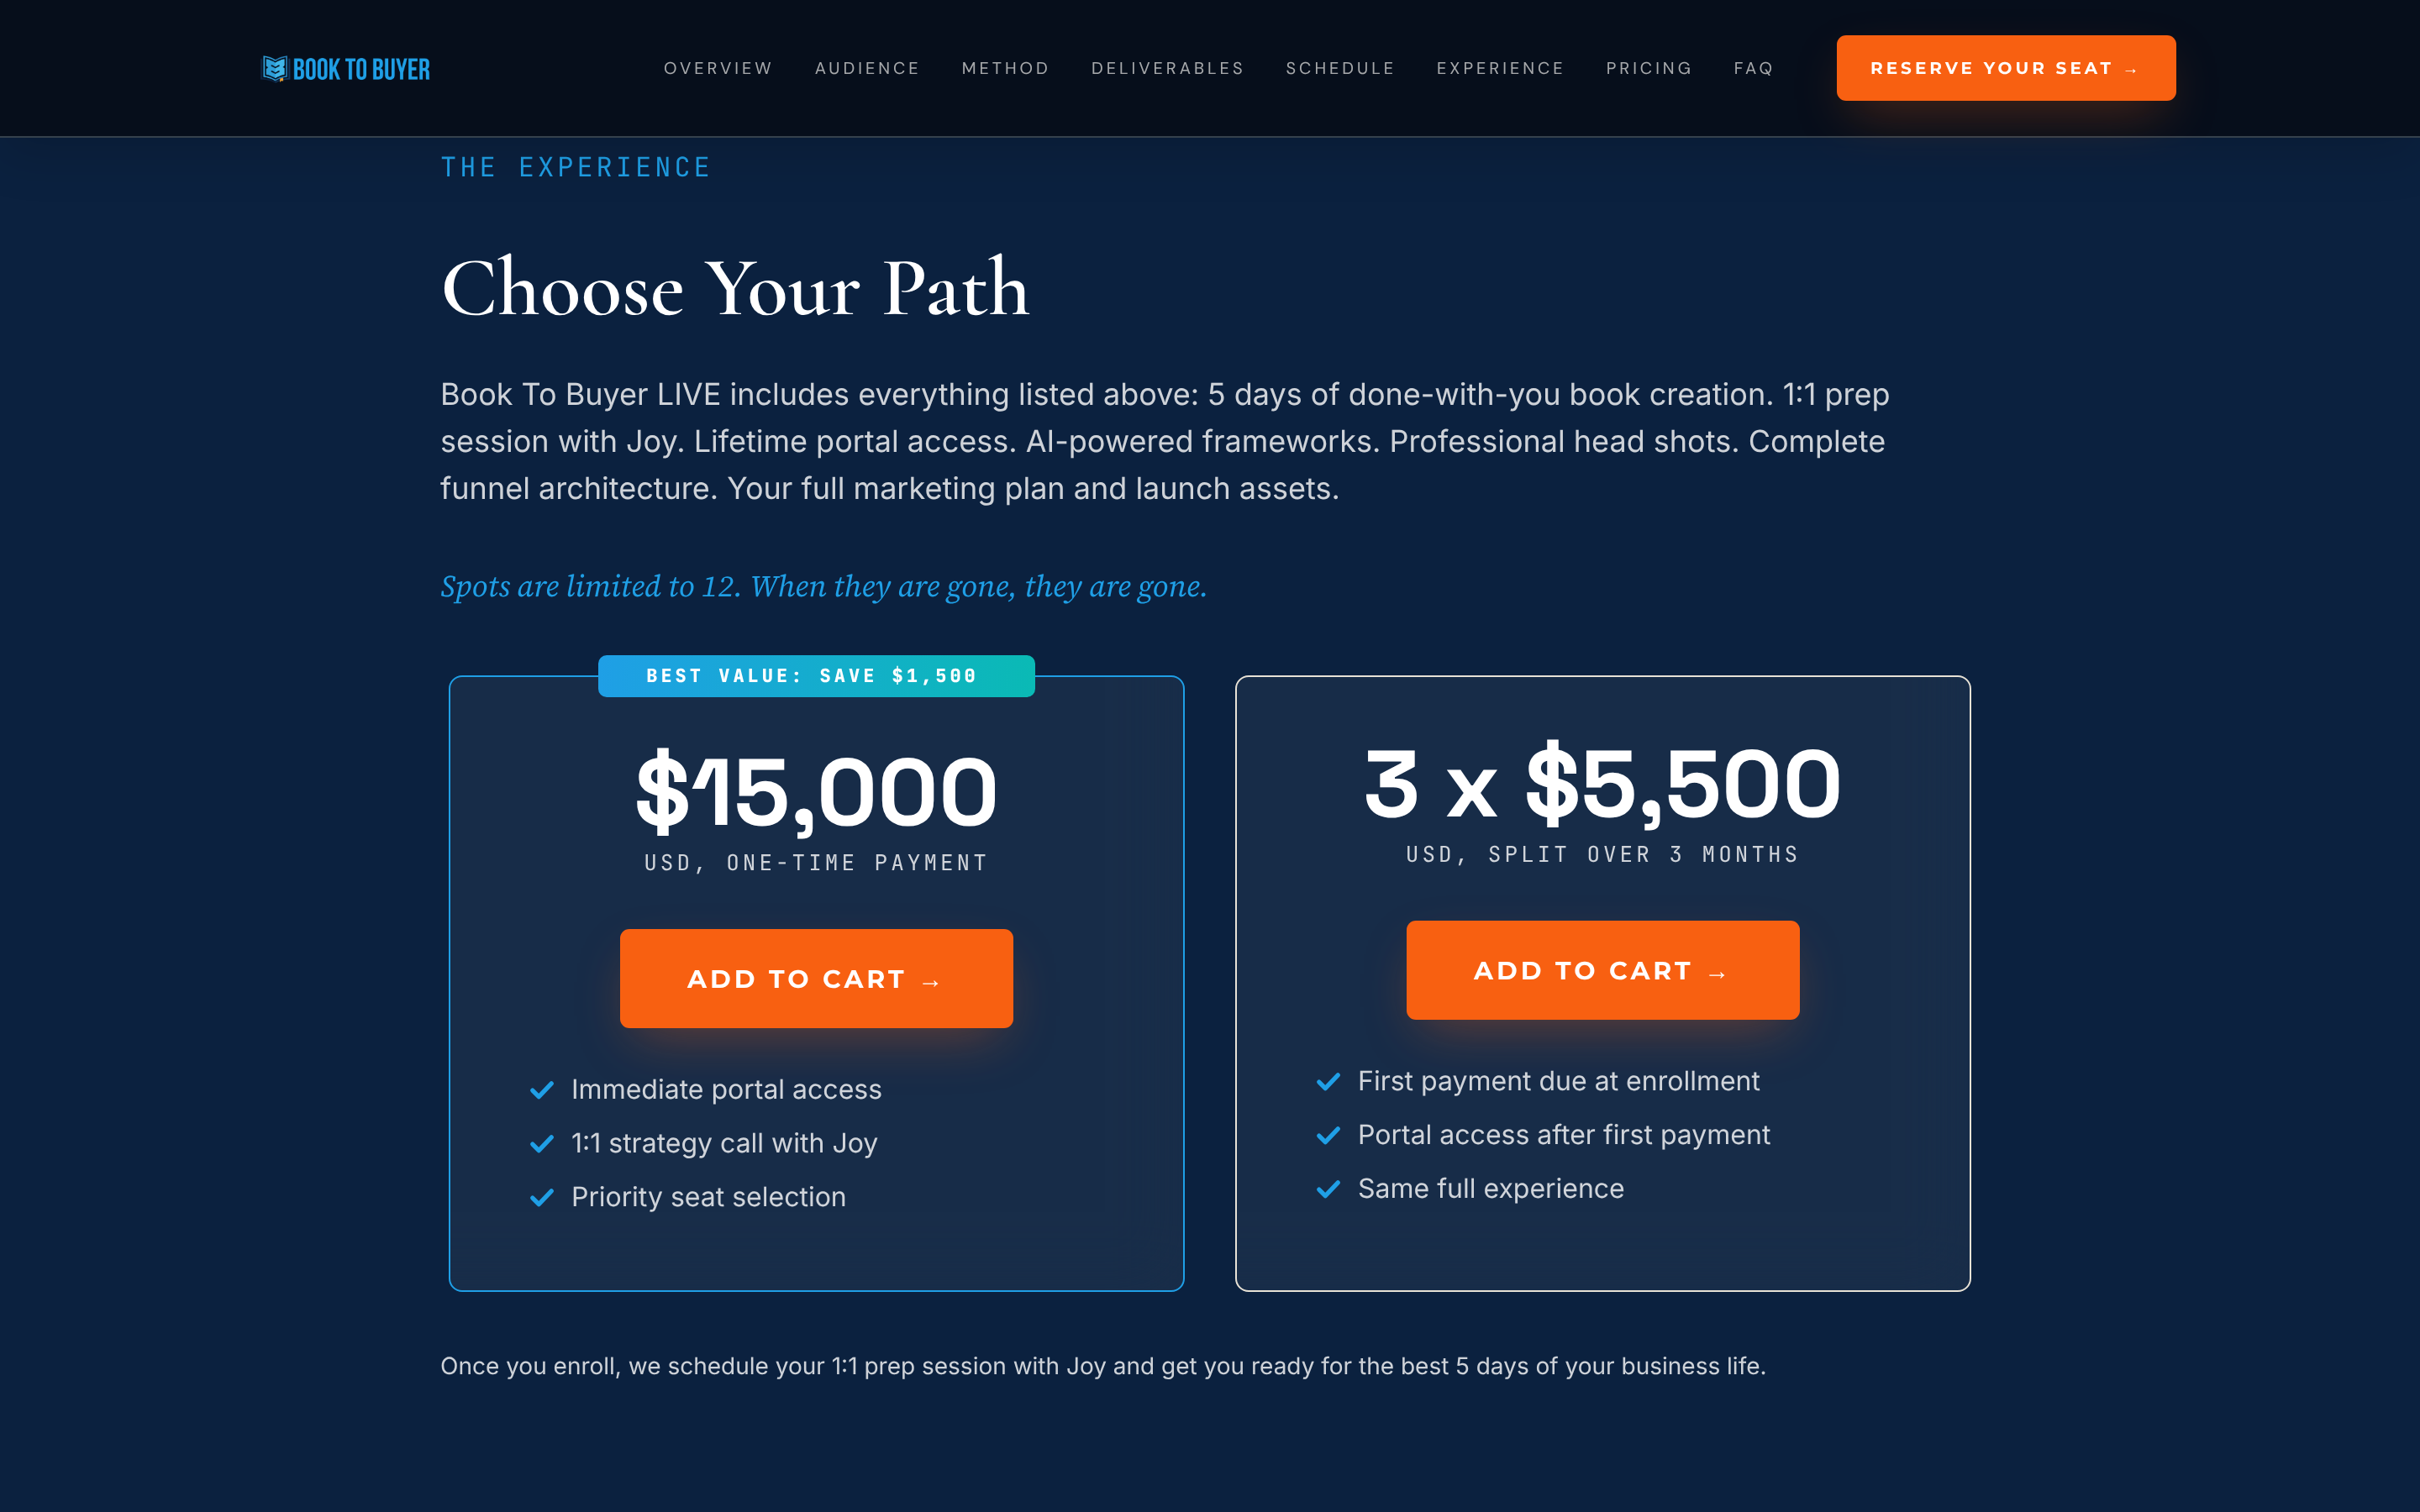 BOOK TO BUYER
OVERVIEW AUDIENCE METHOD DELIVERABLES SCHEDULE EXPERIENCE PRICING FAQ
RESERVE YOUR SEAT →
THE EXPERIENCE
Choose Your Path
Book To Buyer LIVE includes everything listed above: 5 days of done-with-you book creation. 1:1 prep
session with Joy. Lifetime portal access. AI-powered frameworks. Professional head shots. Complete
funnel architecture. Your full marketing plan and launch assets.
Spots are limited to 12. When they are gone, they are gone.
BEST VALUE: SAVE $1,500
$15,000
USD, ONE-TIME PAYMENT
ADD TO CART →
Immediate portal access
1:1 strategy call with Joy
Priority seat selection
3 x $5,500
USD, SPLIT OVER 3 MONTHS
ADD TO CART →
First payment due at enrollment
Portal access after first payment
Same full experience
Once you enroll, we schedule your 1:1 prep session with Joy and get you ready for the best 5 days of your business life.